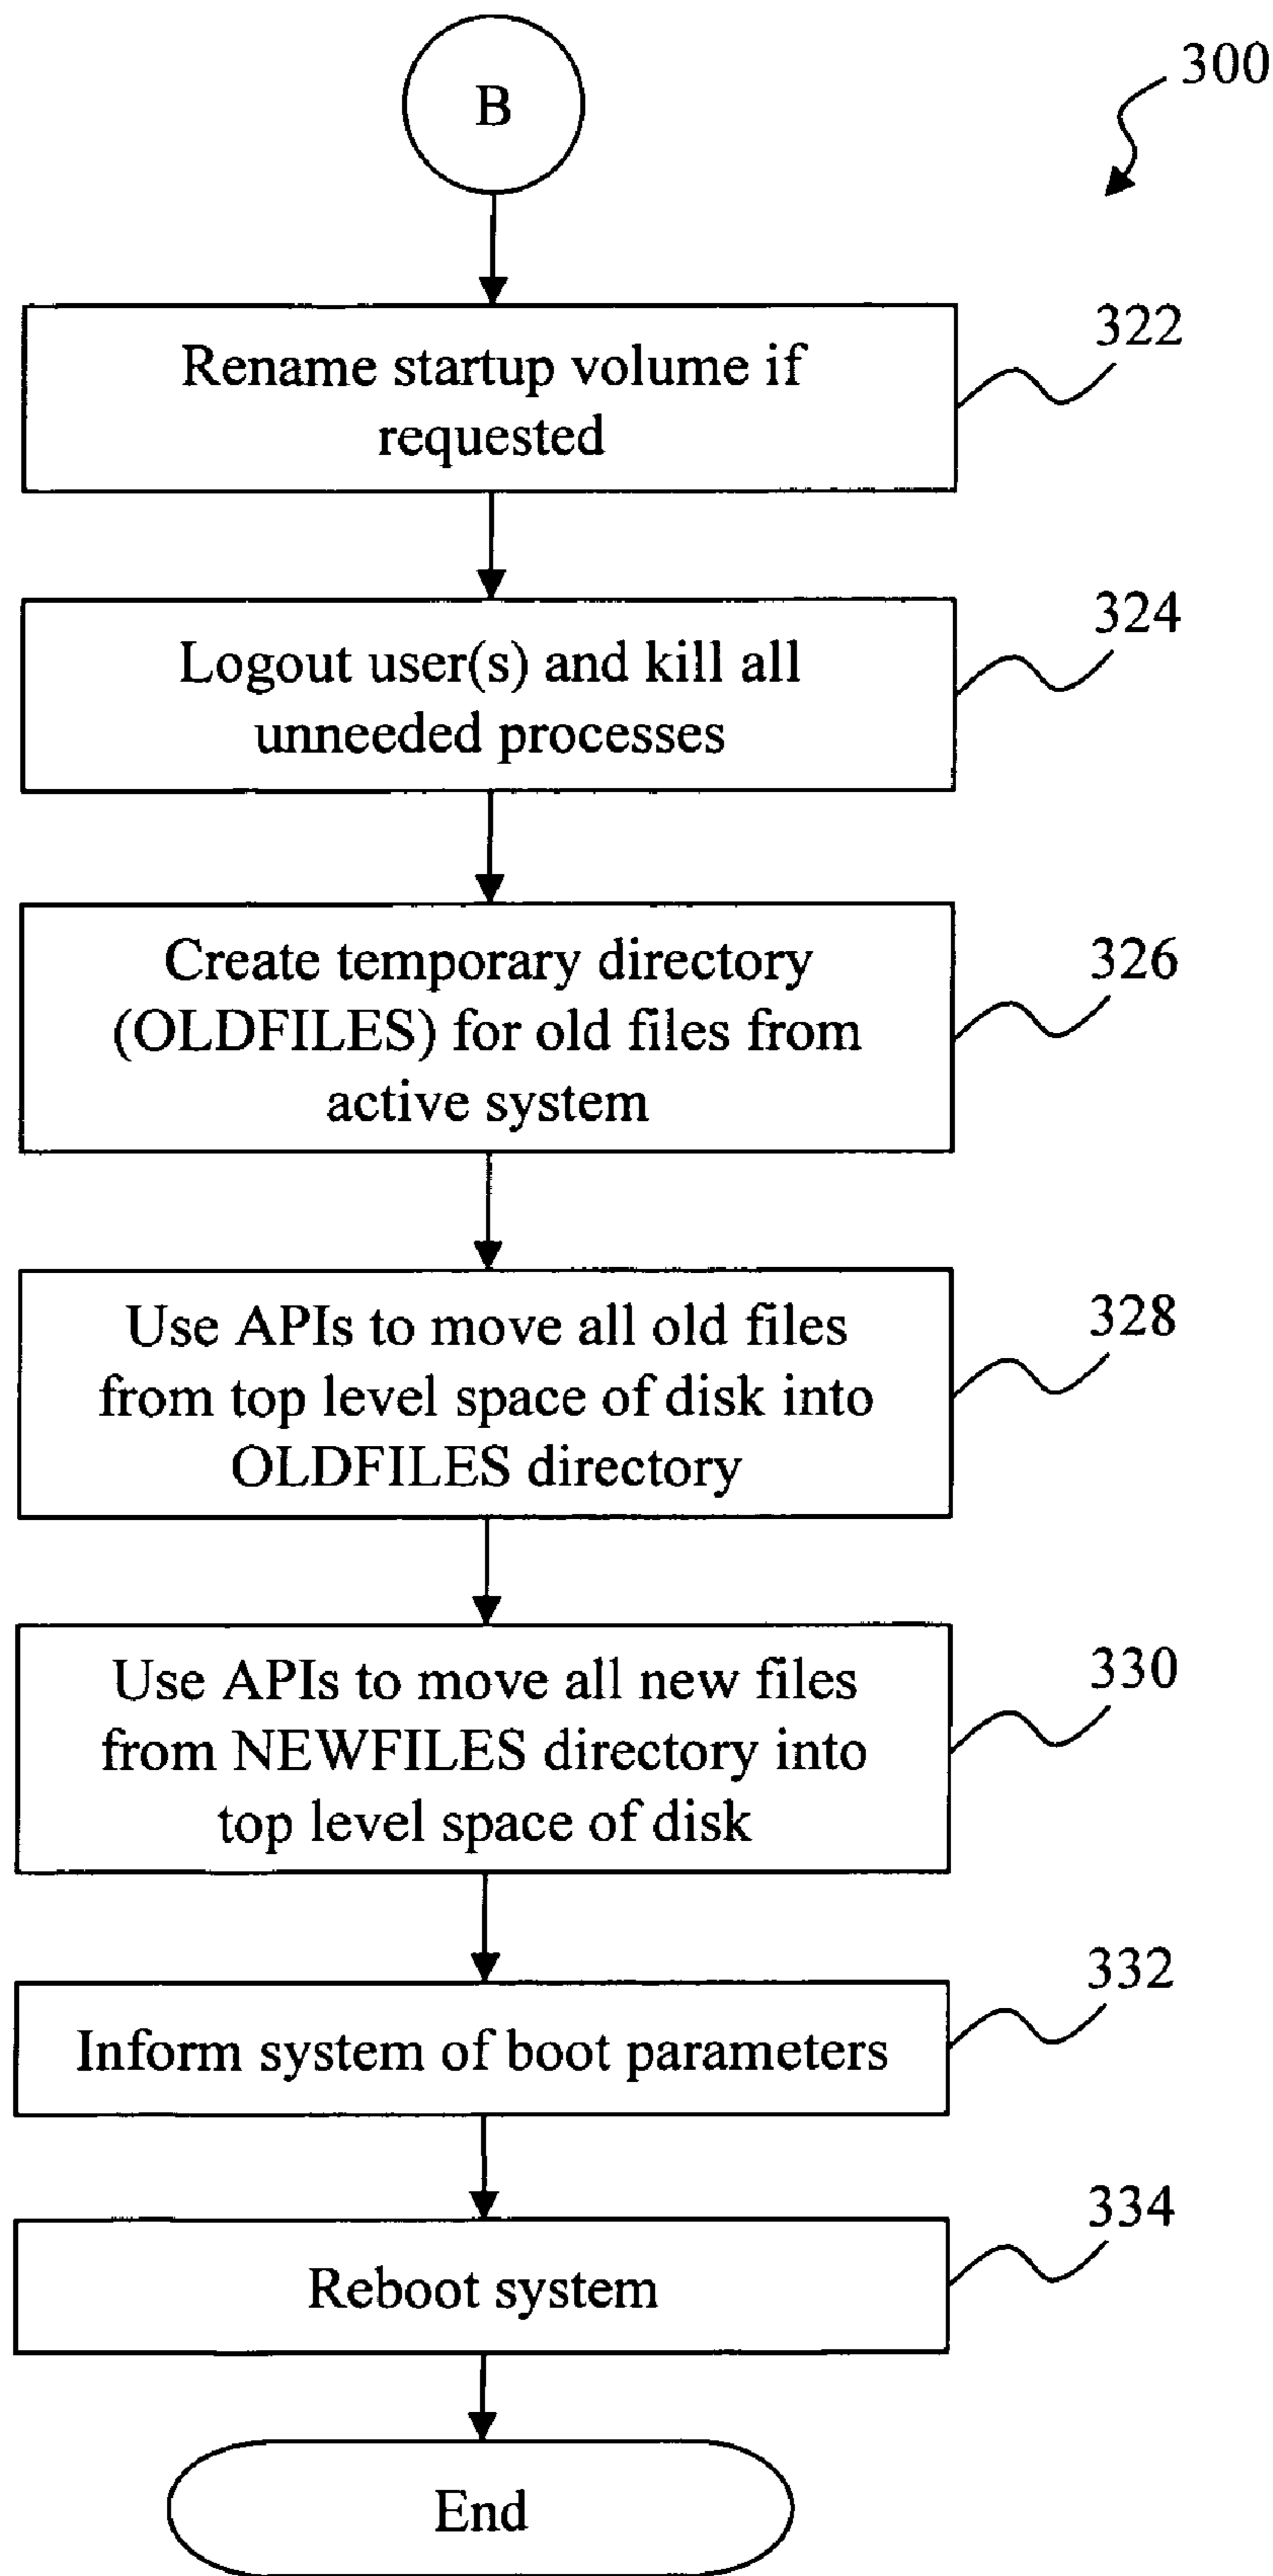 B
300
Rename startup volume if
requested
322
Logout user(s) and kill all
unneeded processes
324
Create temporary directory
(OLDFILES) for old files from
active system
326
Use APIs to move all old files
from top level space of disk into
OLDFILES directory
328
Use APIs to move all new files
from NEWFILES directory into
top level space of disk
330
Inform system of boot parameters
332
Reboot system
334
End